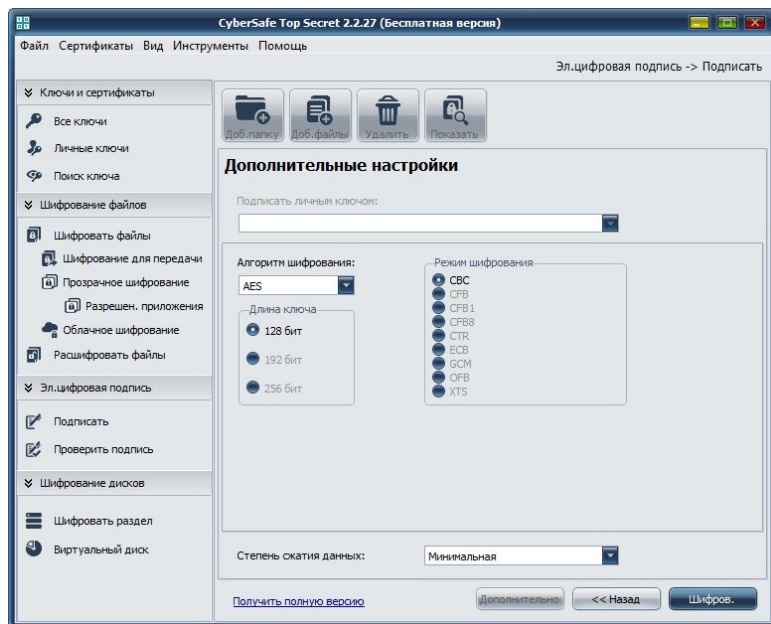 CyberSafe Top Secret 2.2.27 (Бесплатная версия)
Файл Сертификаты Вид Инструменты Помощь
Эл.цифровая подпись -> Подписать
Ключи и сертификаты
Все ключи
Личные ключи
Поиск ключа
Шифрование файлов
Шифровать файлы
Шифрование для передачи
Прозрачное шифрование
Разрешен. приложения
Облачное шифрование
Расшифровать файлы
Эл.цифровая подпись
Подписать
Проверить подпись
Шифрование дисков
Шифровать раздел
Виртуальный диск
Доб.папку Доб.файлы Удалить Показать
Дополнительные настройки
Подписать личным ключом:
Алгоритм шифрования:
AES
Длина ключа
128 бит
192 бит
256 бит
Режим шифрования
CBC
CFB
CFB1
CFB8
CTR
ECB
GCM
OFB
XTS
Степень сжатия данных: Минимальная
Получить полную версию Дополнительно << Назад Шифров.